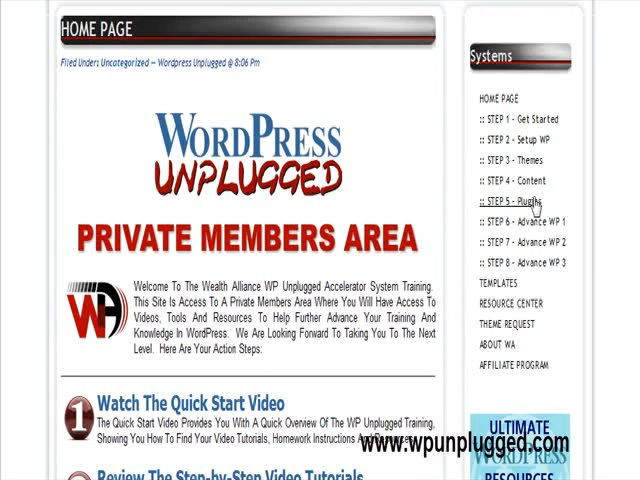 HOME PAGE
Filed Under: Uncategorized — Wordpress Unplugged @ 8:06 Pm
WORDPRESS
UNPLUGGED
PRIVATE MEMBERS AREA
WA
Welcome To The Wealth Alliance WP Unplugged Accelerator System Training.
This Site Is Access To A Private Members Area Where You Will Have Access To
Videos, Tools And Resources To Help Further Advance Your Training And
Knowledge In WordPress. We Are Looking Forward To Taking You To The Next
Level. Here Are Your Action Steps:
1
Watch The Quick Start Video
The Quick Start Video Provides You With A Quick Overview Of The WP Unplugged Training,
Showing You How To Find Your Video Tutorials, Homework Instructions And Resources.
Review The Step-by-Step Video Tutorials
Systems
HOME PAGE
:: STEP 1 - Get Started
:: STEP 2 - Setup WP
:: STEP 3 - Themes
:: STEP 4 - Content
:: STEP 5 - Plugins
:: STEP 6 - Advance WP 1
:: STEP 7 - Advance WP 2
:: STEP 8 - Advance WP 3
TEMPLATES
RESOURCE CENTER
THEME REQUEST
ABOUT WA
AFFILIATE PROGRAM
ULTIMATE
WORDPRESS
RESOURCES
www.wpunplugged.com